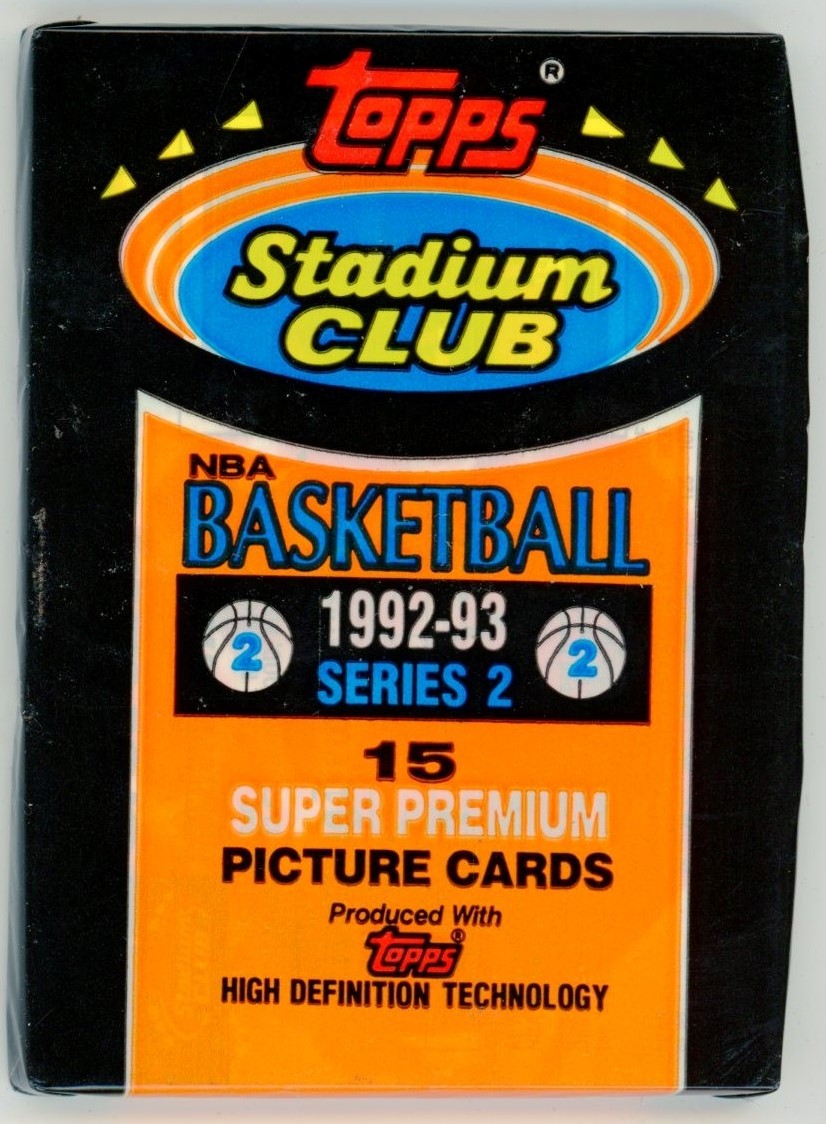 Topps ®
Stadium
CLUB
NBA
BASKETBALL
2 1992-93 2
SERIES 2
15
SUPER PREMIUM
PICTURE CARDS
Produced With
Topps ®
HIGH DEFINITION TECHNOLOGY